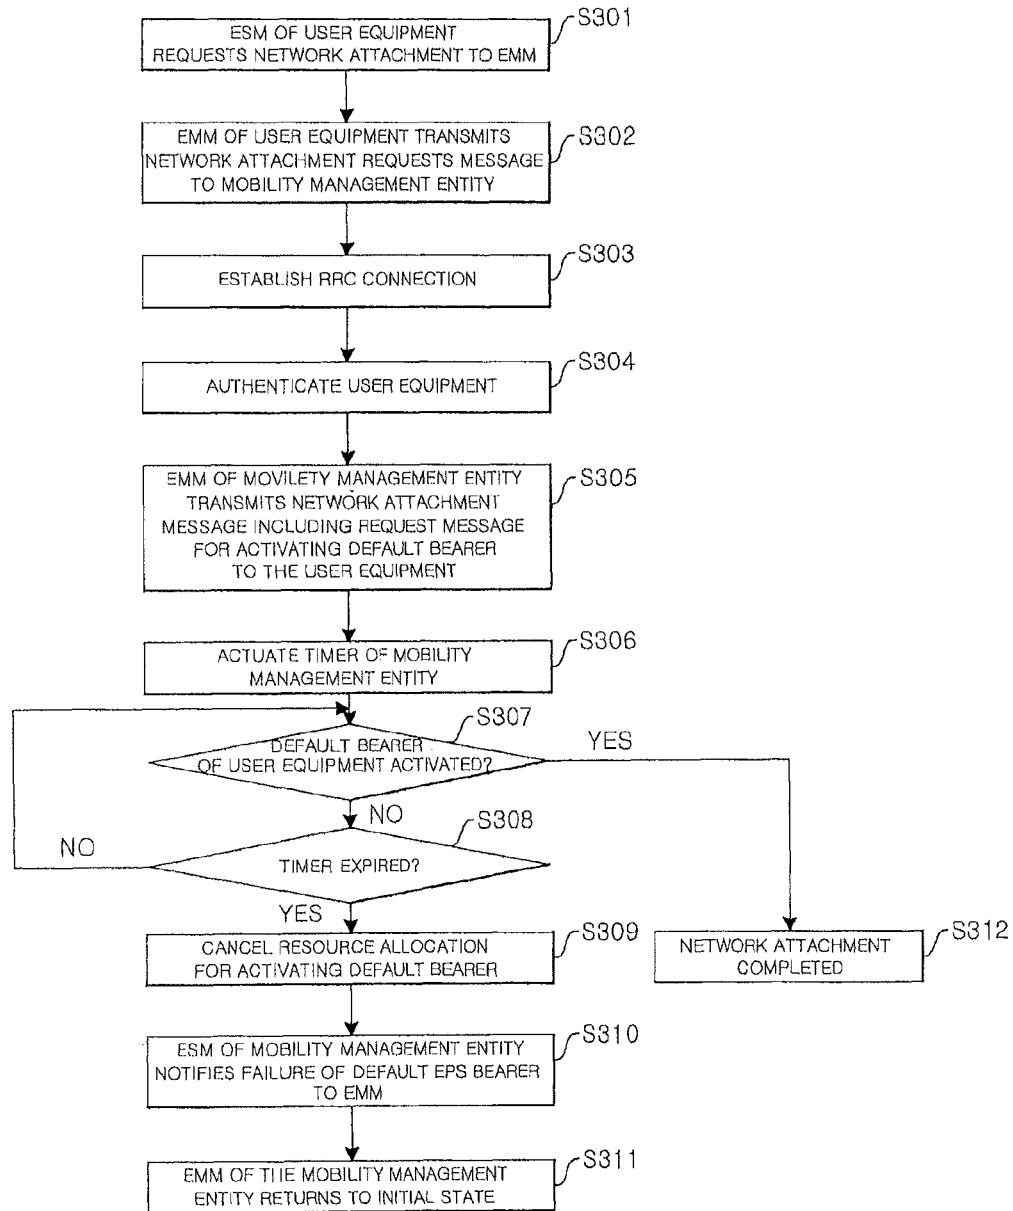 S301
ESM OF USER EQUIPMENT
REQUESTS NETWORK ATTACHMENT TO EMM
S302
EMM OF USER EQUIPMENT TRANSMITS
NETWORK ATTACHMENT REQUESTS MESSAGE
TO MOBILITY MANAGEMENT ENTITY
S303
ESTABLISH RRC CONNECTION
S304
AUTHENTICATE USER EQUIPMENT
S305
EMM OF MOVILETY MANAGEMENT ENTITY
TRANSMITS NETWORK ATTACHMENT
MESSAGE INCLUDING REQUEST MESSAGE
FOR ACTIVATING DEFAULT BEARER
TO THE USER EQUIPMENT
S306
ACTUATE TIMER OF MOBILITY
MANAGEMENT ENTITY
S307
DEFAULT BEARER
OF USER EQUIPMENT ACTIVATED?
YES
NO
S308
TIMER EXPIRED?
NO
YES
S309
CANCEL RESOURCE ALLOCATION
FOR ACTIVATING DEFAULT BEARER
S312
NETWORK ATTACHMENT
COMPLETED
S310
ESM OF MOBILITY MANAGEMENT ENTITY
NOTIFIES FAILURE OF DEFAULT EPS BEARER
TO EMM
S311
EMM OF THE MOBILITY MANAGEMENT
ENTITY RETURNS TO INITIAL STATE